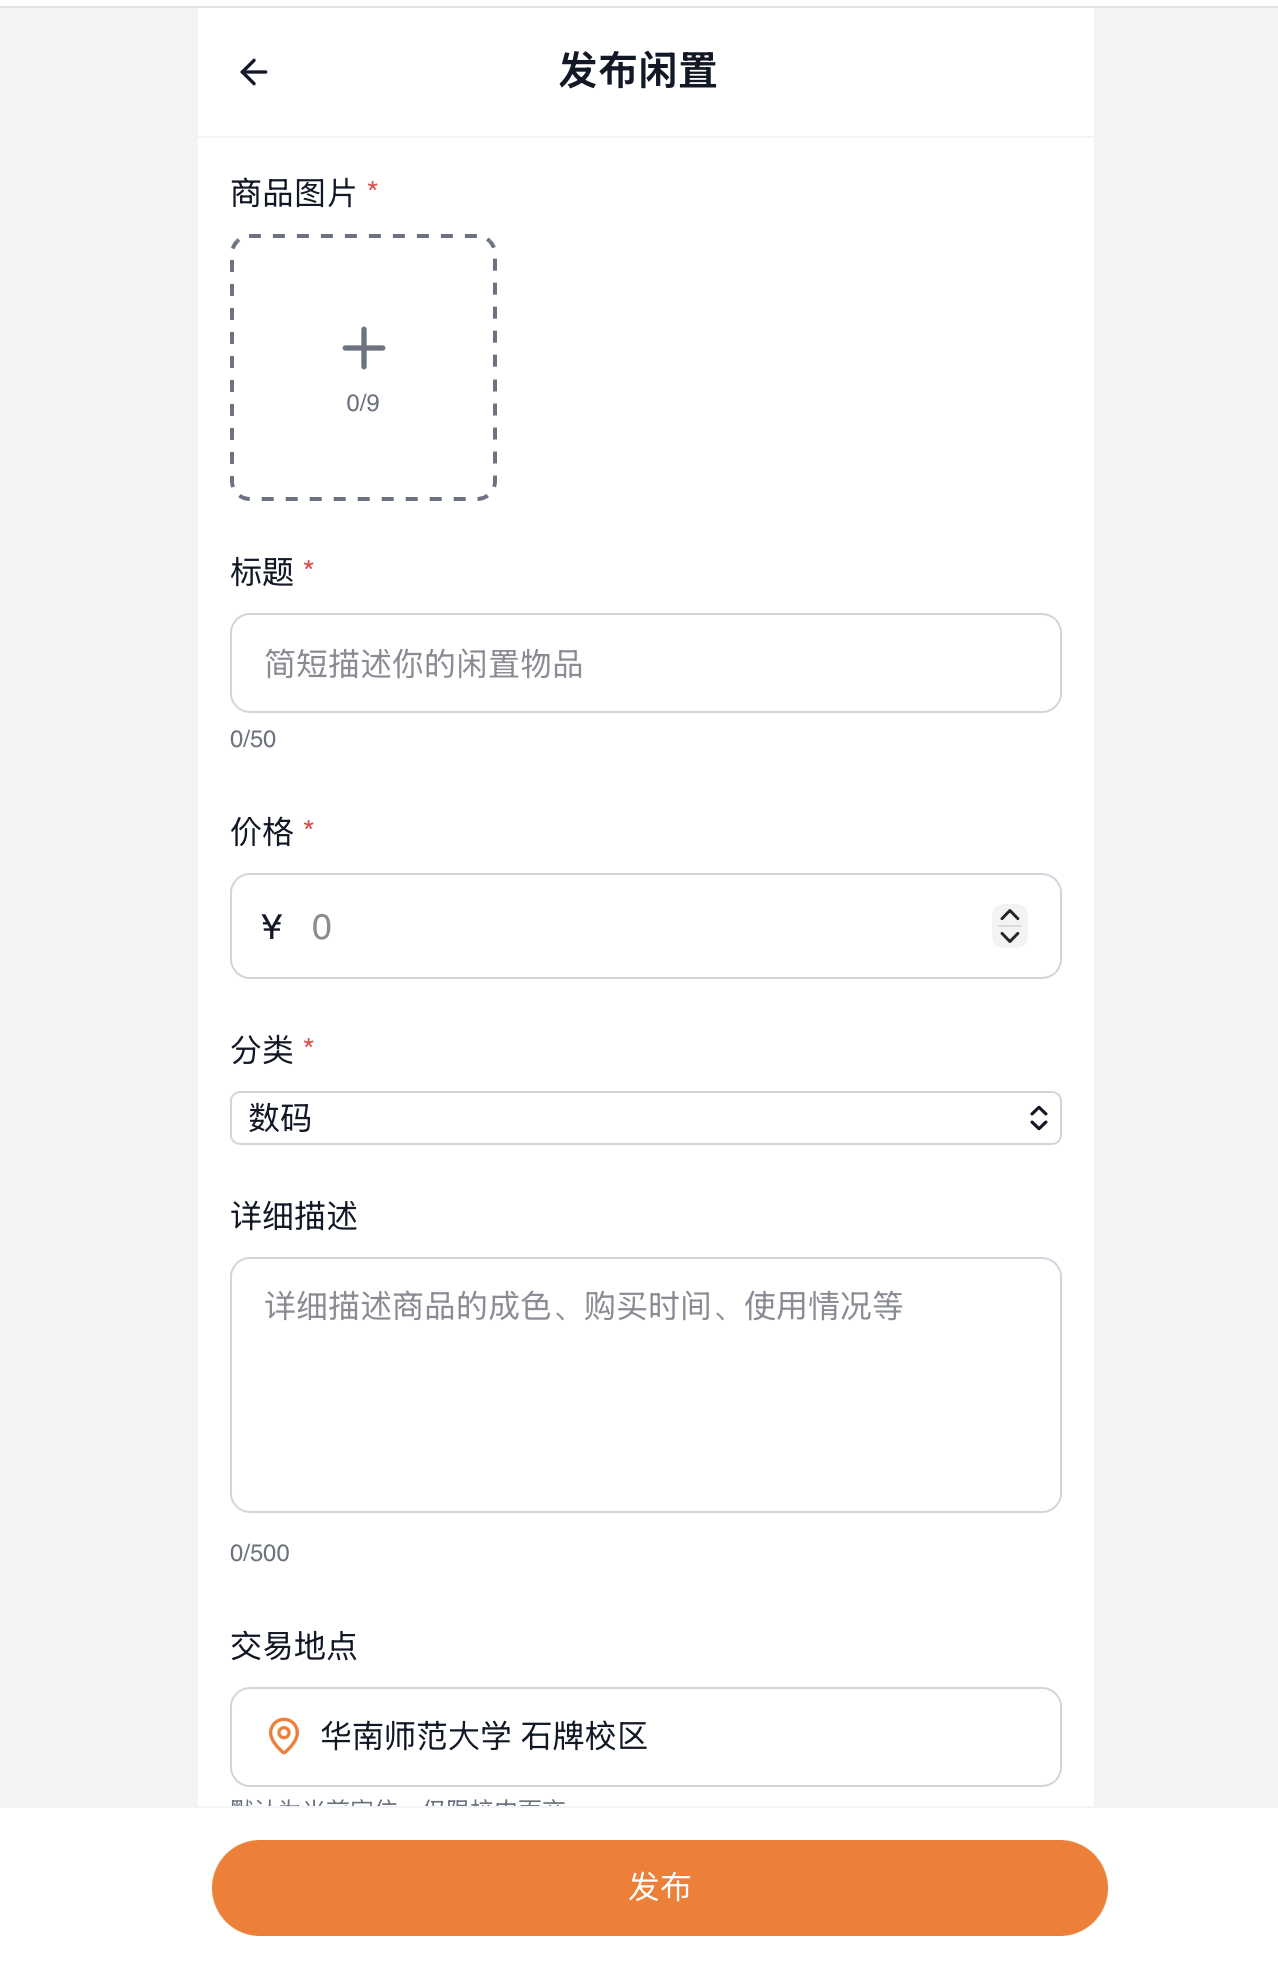 发布闲置
商品图片 *
0/9
标题 *
简短描述你的闲置物品
0/50
价格 *
¥ 0
分类 *
数码
详细描述
详细描述商品的成色、购买时间、使用情况等
0/500
交易地点
华南师范大学 石牌校区
发布